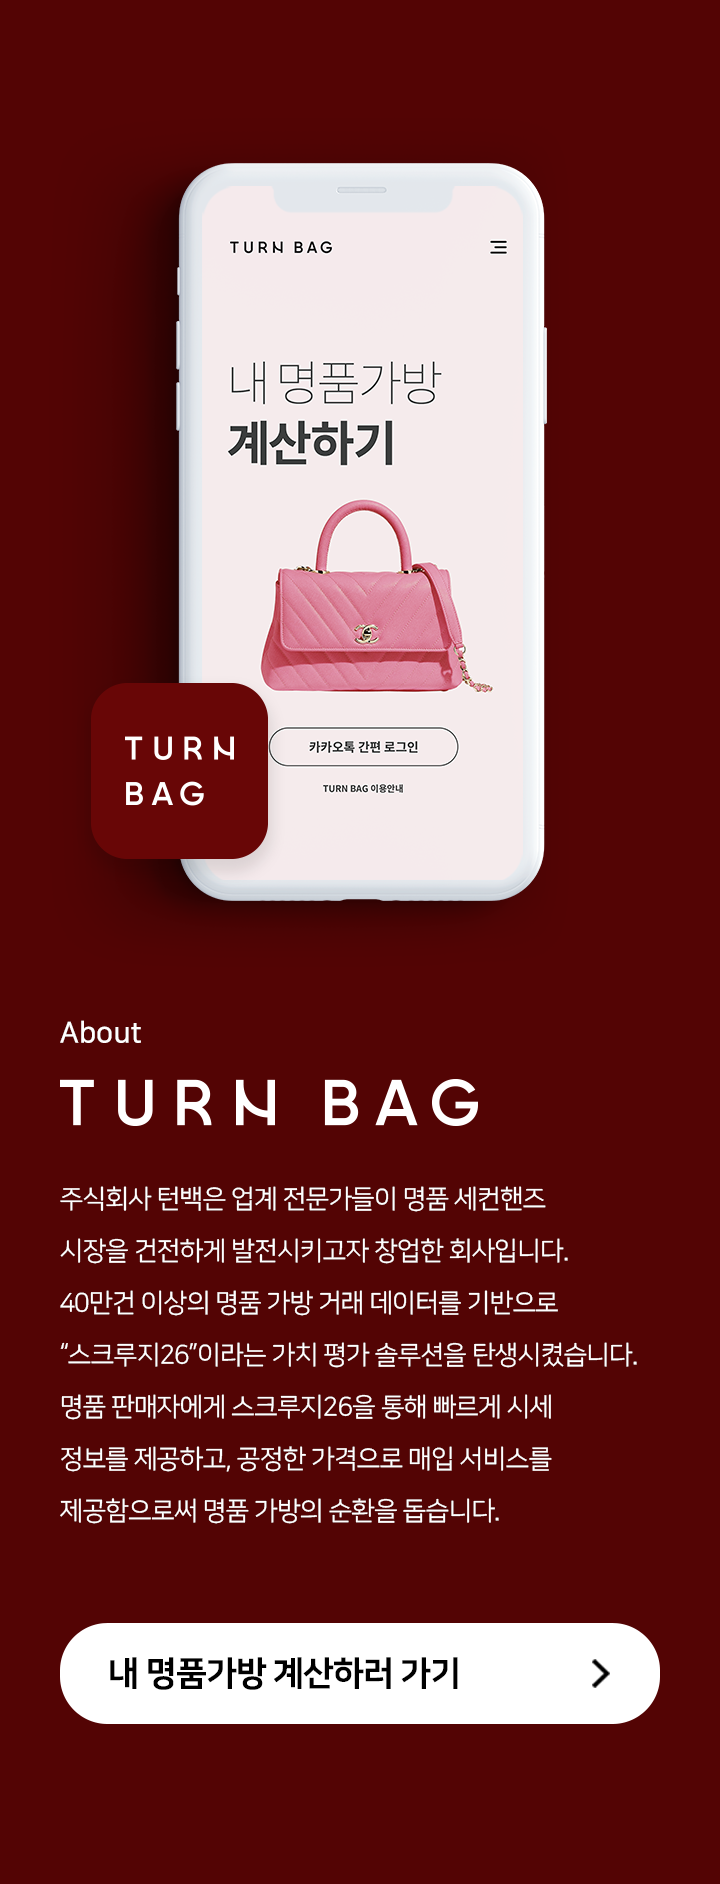 TURN BAG
내 명품가방
계산하기
카카오톡 간편 로그인
TURN BAG 이용안내
TURN
BAG
About
TURN BAG
주식회사 턴백은 업계 전문가들이 명품 세컨핸즈
시장을 건전하게 발전시키고자 창업한 회사입니다.
40만건 이상의 명품 가방 거래 데이터를 기반으로
“스크루지26”이라는 가치 평가 솔루션을 탄생시켰습니다.
명품 판매자에게 스크루지26을 통해 빠르게 시세
정보를 제공하고, 공정한 가격으로 매입 서비스를
제공함으로써 명품 가방의 순환을 돕습니다.
내 명품가방 계산하러 가기